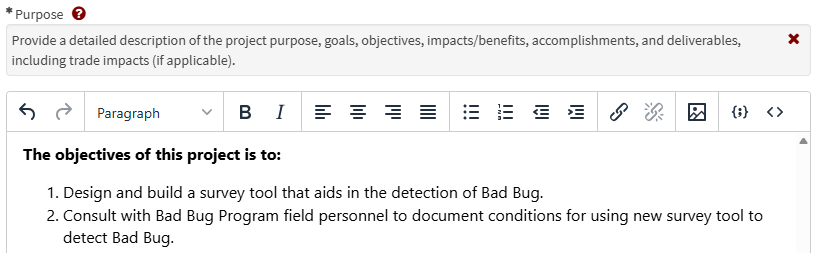 * Purpose ?
Provide a detailed description of the project purpose, goals, objectives, impacts/benefits, accomplishments, and deliverables,
including trade impacts (if applicable).
Paragraph B I {;} <>
The objectives of this project is to:
1. Design and build a survey tool that aids in the detection of Bad Bug.
2. Consult with Bad Bug Program field personnel to document conditions for using new survey tool to
detect Bad Bug.